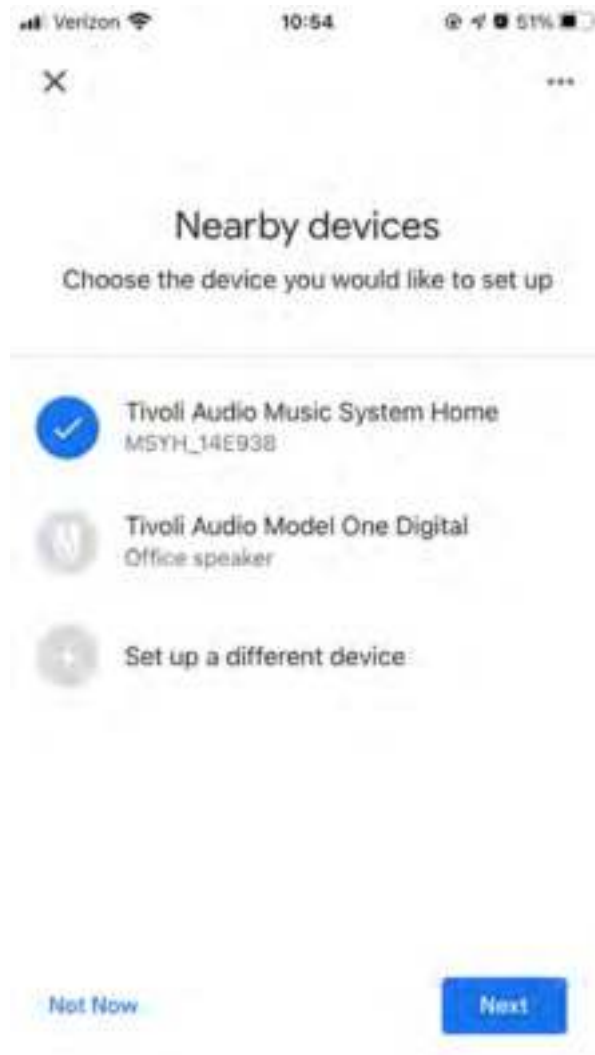 Verizon 10:54 51%
Nearby devices
Choose the device you would like to set up
Tivoli Audio Music System Home
MSYH_14E938
Tivoli Audio Model One Digital
Office speaker
Set up a different device
Not Now Next